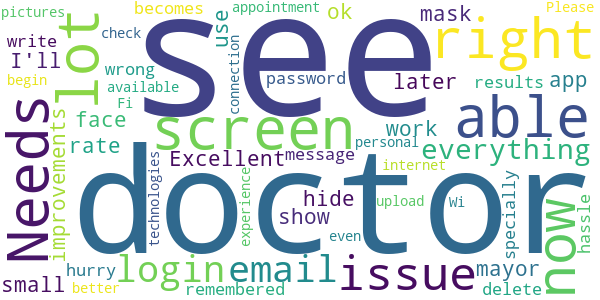 pictures
becomes
appointment
ok
mask
Please
write
I'll
lot
check
see
use
right
begin
wrong
available
Fi
connection
password
later
results
app
Needs
improvements
face
rate
screen
able
work
everything
Excellent
message
personal
internet
technologies
experience
hide
show
upload
Wi
specially
now
hassle
doctor
even
small
hurry
better
login
remembered
email
issue
mayor
delete